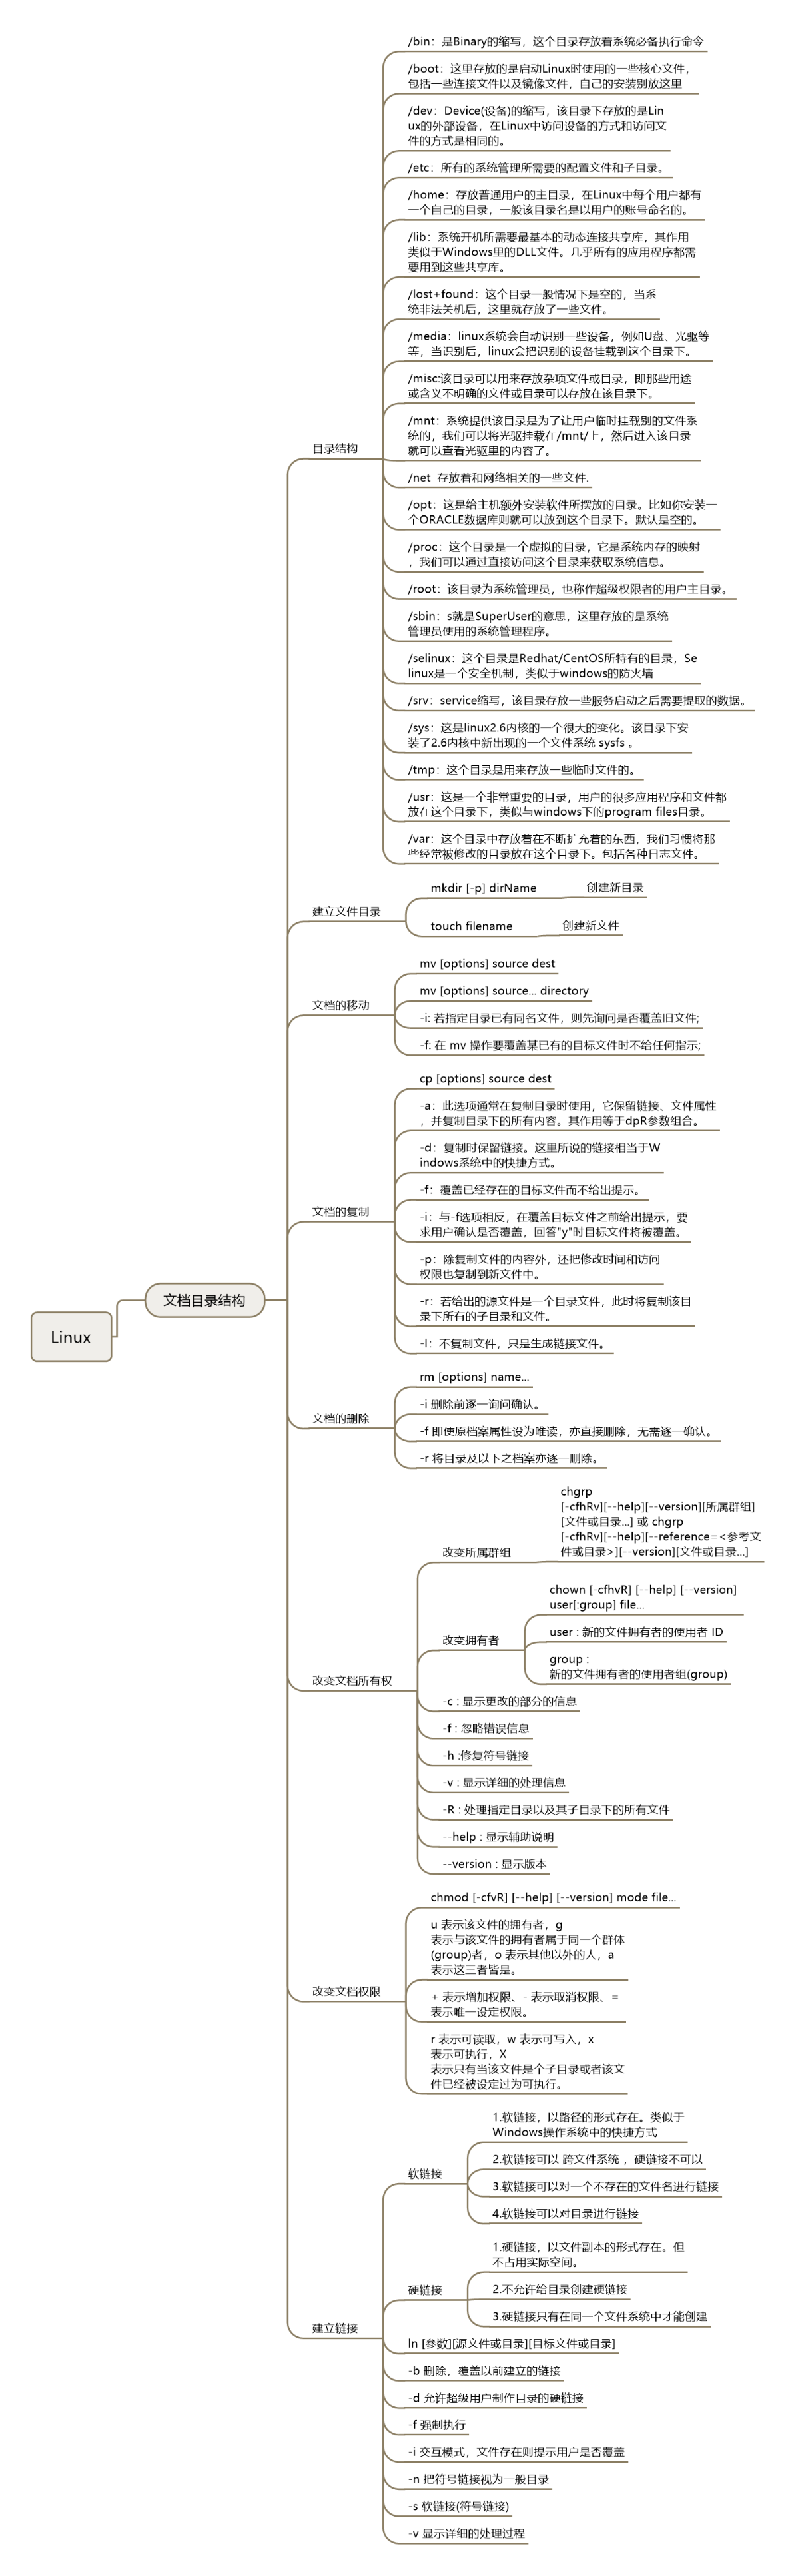 Linux
文档目录结构
目录结构
/bin：是Binary的缩写，这个目录存放着系统必备执行命令
/boot：这里存放的是启动Linux时使用的一些核心文件，
包括一些连接文件以及镜像文件，自己的安装别放这里
/dev：Device(设备)的缩写，该目录下存放的是Lin
ux的外部设备，在Linux中访问设备的方式和访问文
件的方式是相同的。
/etc：所有的系统管理所需要的配置文件和子目录。
/home：存放普通用户的主目录，在Linux中每个用户都有
一个自己的目录，一般该目录名是以用户的账号命名的。
/lib：系统开机所需要最基本的动态连接共享库，其作用
类似于Windows里的DLL文件。几乎所有的应用程序都需
要用到这些共享库。
/lost+found：这个目录一般情况下是空的，当系
统非法关机后，这里就存放了一些文件。
/media：linux系统会自动识别一些设备，例如U盘、光驱等
等，当识别后，linux会把识别的设备挂载到这个目录下。
/misc:该目录可以用来存放杂项文件或目录，即那些用途
或含义不明确的文件或目录可以存放在该目录下。
/mnt：系统提供该目录是为了让用户临时挂载别的文件系
统的，我们可以将光驱挂载在/mnt/上，然后进入该目录
就可以查看光驱里的内容了。
/net 存放着和网络相关的一些文件.
/opt：这是给主机额外安装软件所摆放的目录。比如你安装一
个ORACLE数据库则就可以放到这个目录下。默认是空的。
/proc：这个目录是一个虚拟的目录，它是系统内存的映射
，我们可以通过直接访问这个目录来获取系统信息。
/root：该目录为系统管理员，也称作超级权限者的用户主目录。
/sbin：s就是SuperUser的意思，这里存放的是系统
管理员使用的系统管理程序。
/selinux：这个目录是Redhat/CentOS所特有的目录，Se
linux是一个安全机制，类似于windows的防火墙
/srv：service缩写，该目录存放一些服务启动之后需要提取的数据。
/sys：这是linux2.6内核的一个很大的变化。该目录下安
装了2.6内核中新出现的一个文件系统 sysfs 。
/tmp：这个目录是用来存放一些临时文件的。
/usr：这是一个非常重要的目录，用户的很多应用程序和文件都
放在这个目录下，类似与windows下的program files目录。
/var：这个目录中存放着在不断扩充着的东西，我们习惯将那
些经常被修改的目录放在这个目录下。包括各种日志文件。
建立文件目录
mkdir [-p] dirName
创建新目录
touch filename
创建新文件
文档的移动
mv [options] source dest
mv [options] source... directory
-i: 若指定目录已有同名文件，则先询问是否覆盖旧文件;
-f: 在 mv 操作要覆盖某已有的目标文件时不给任何指示;
文档的复制
cp [options] source dest
-a：此选项通常在复制目录时使用，它保留链接、文件属性
，并复制目录下的所有内容。其作用等于dpR参数组合。
-d：复制时保留链接。这里所说的链接相当于W
indows系统中的快捷方式。
-f：覆盖已经存在的目标文件而不给出提示。
-i：与-f选项相反，在覆盖目标文件之前给出提示，要
求用户确认是否覆盖，回答"y"时目标文件将被覆盖。
-p：除复制文件的内容外，还把修改时间和访问
权限也复制到新文件中。
-r：若给出的源文件是一个目录文件，此时将复制该目
录下所有的子目录和文件。
-l：不复制文件，只是生成链接文件。
文档的删除
rm [options] name...
-i 删除前逐一询问确认。
-f 即使原档案属性设为唯读，亦直接删除，无需逐一确认。
-r 将目录及以下之档案亦逐一删除。
改变文档所有权
改变所属群组
chgrp
[-cfhRv][--help][--version][所属群组]
[文件或目录...] 或 chgrp
[-cfhRv][--help][--reference=<参考文
件或目录>][--version][文件或目录...]
改变拥有者
chown [-cfhvR] [--help] [--version]
user[:group] file...
user : 新的文件拥有者的使用者 ID
group :
新的文件拥有者的使用者组(group)
-c : 显示更改的部分的信息
-f : 忽略错误信息
-h :修复符号链接
-v : 显示详细的处理信息
-R : 处理指定目录以及其子目录下的所有文件
--help : 显示辅助说明
--version : 显示版本
改变文档权限
chmod [-cfvR] [--help] [--version] mode file...
u 表示该文件的拥有者，g
表示与该文件的拥有者属于同一个群体
(group)者，o 表示其他以外的人，a
表示这三者皆是。
+ 表示增加权限、- 表示取消权限、=
表示唯一设定权限。
r 表示可读取，w 表示可写入，x
表示可执行，X
表示只有当该文件是个子目录或者该文
件已经被设定过为可执行。
建立链接
软链接
1.软链接，以路径的形式存在。类似于
Windows操作系统中的快捷方式
2.软链接可以 跨文件系统 ，硬链接不可以
3.软链接可以对一个不存在的文件名进行链接
4.软链接可以对目录进行链接
硬链接
1.硬链接，以文件副本的形式存在。但
不占用实际空间。
2.不允许给目录创建硬链接
3.硬链接只有在同一个文件系统中才能创建
ln [参数][源文件或目录][目标文件或目录]
-b 删除，覆盖以前建立的链接
-d 允许超级用户制作目录的硬链接
-f 强制执行
-i 交互模式，文件存在则提示用户是否覆盖
-n 把符号链接视为一般目录
-s 软链接(符号链接)
-v 显示详细的处理过程